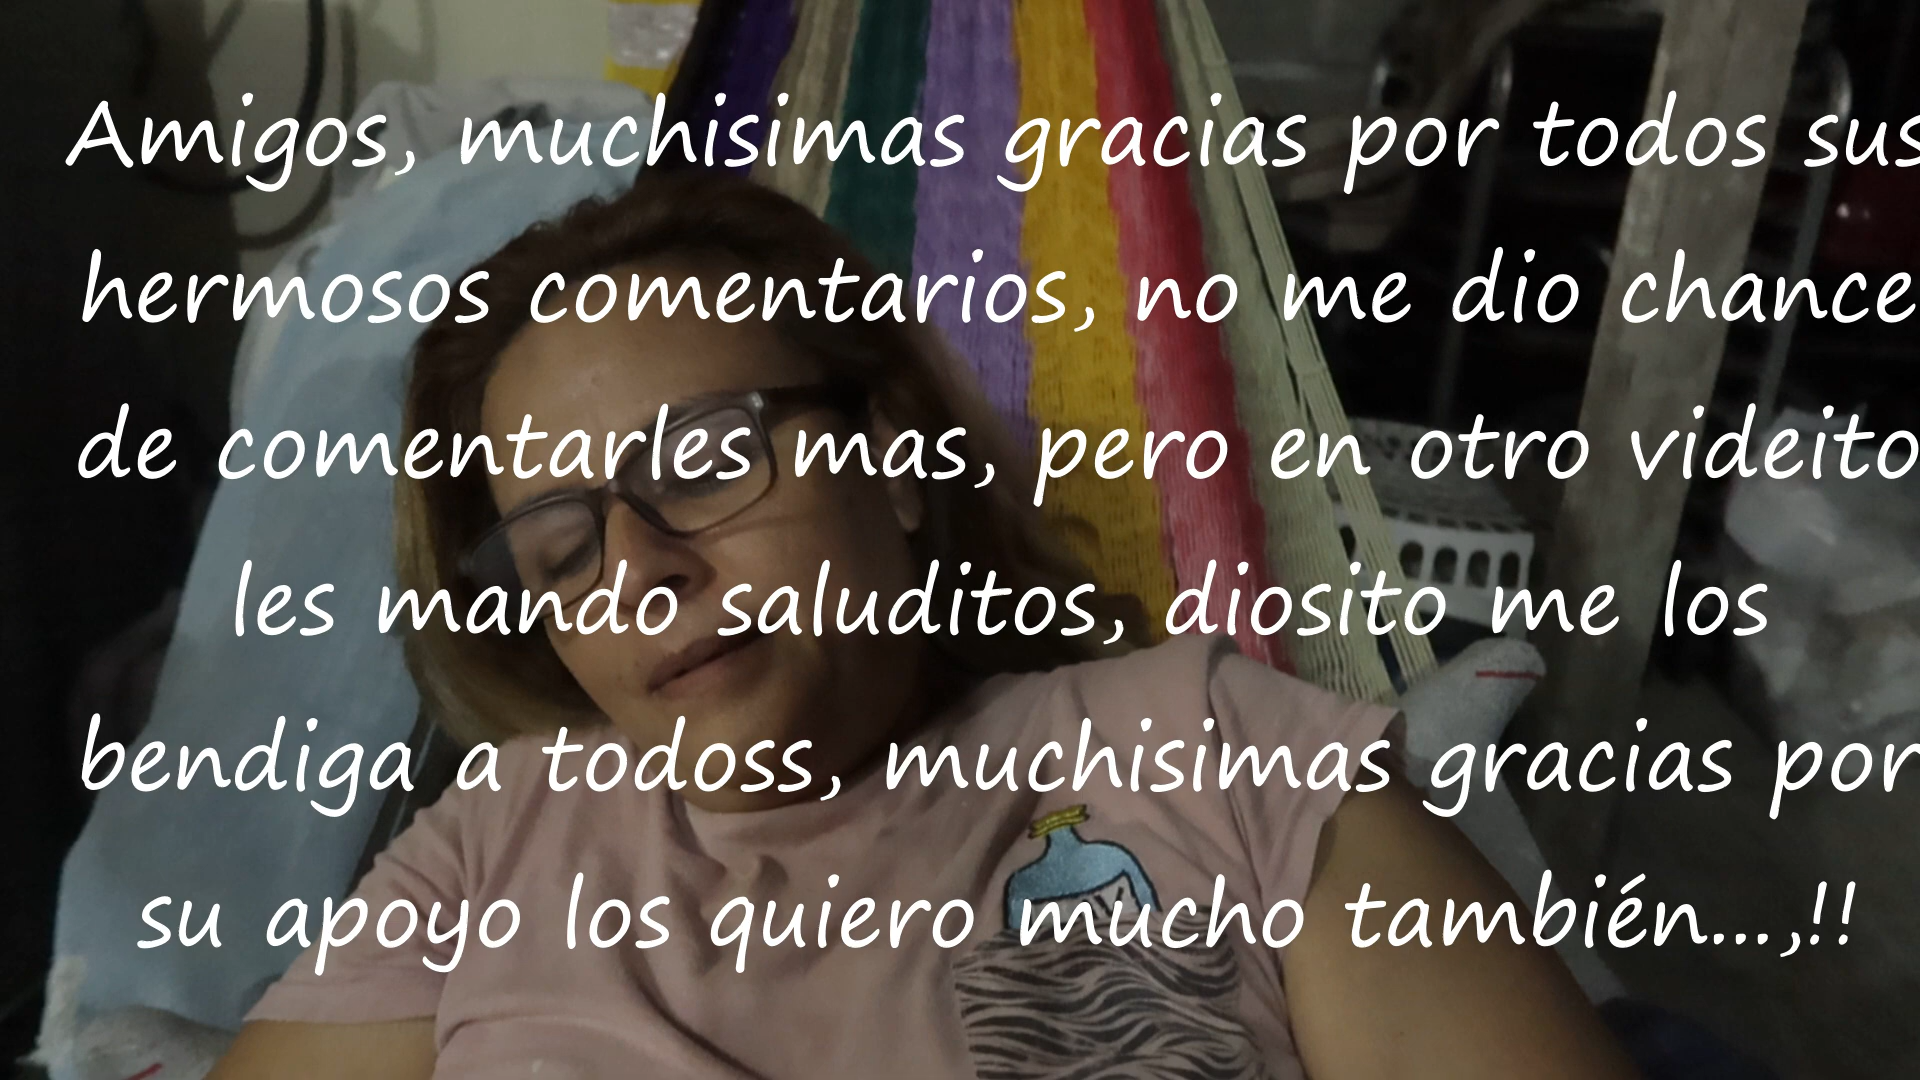 Amigos, muchisimas gracias por todos sus
hermosos comentarios, no me dio chance
de comentarles mas, pero en otro videito
les mando saluditos, diosito me los
bendiga a todoss, muchisimas gracias por
su apoyo los quiero mucho también...,!!